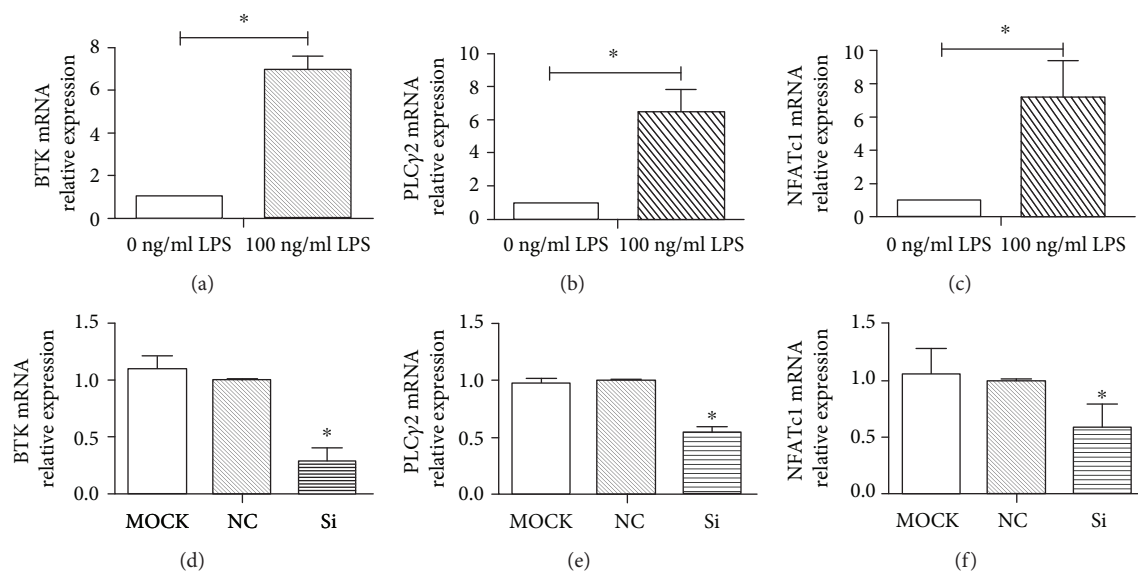 *
8
6
4
2
0
BTK mRNA
relative expression
0 ng/ml LPS 100 ng/ml LPS
(a)
*
10
8
6
4
2
0
PLCγ2 mRNA
relative expression
0 ng/ml LPS 100 ng/ml LPS
(b)
*
10
8
6
4
2
0
NFATc1 mRNA
relative expression
0 ng/ml LPS 100 ng/ml LPS
(c)
1.5
1.0
0.5
0.0
BTK mRNA
relative expression
*
MOCK NC Si
(d)
1.5
1.0
0.5
0.0
PLCγ2 mRNA
relative expression
*
MOCK NC Si
(e)
1.5
1.0
0.5
0.0
NFATc1 mRNA
relative expression
*
MOCK NC Si
(f)